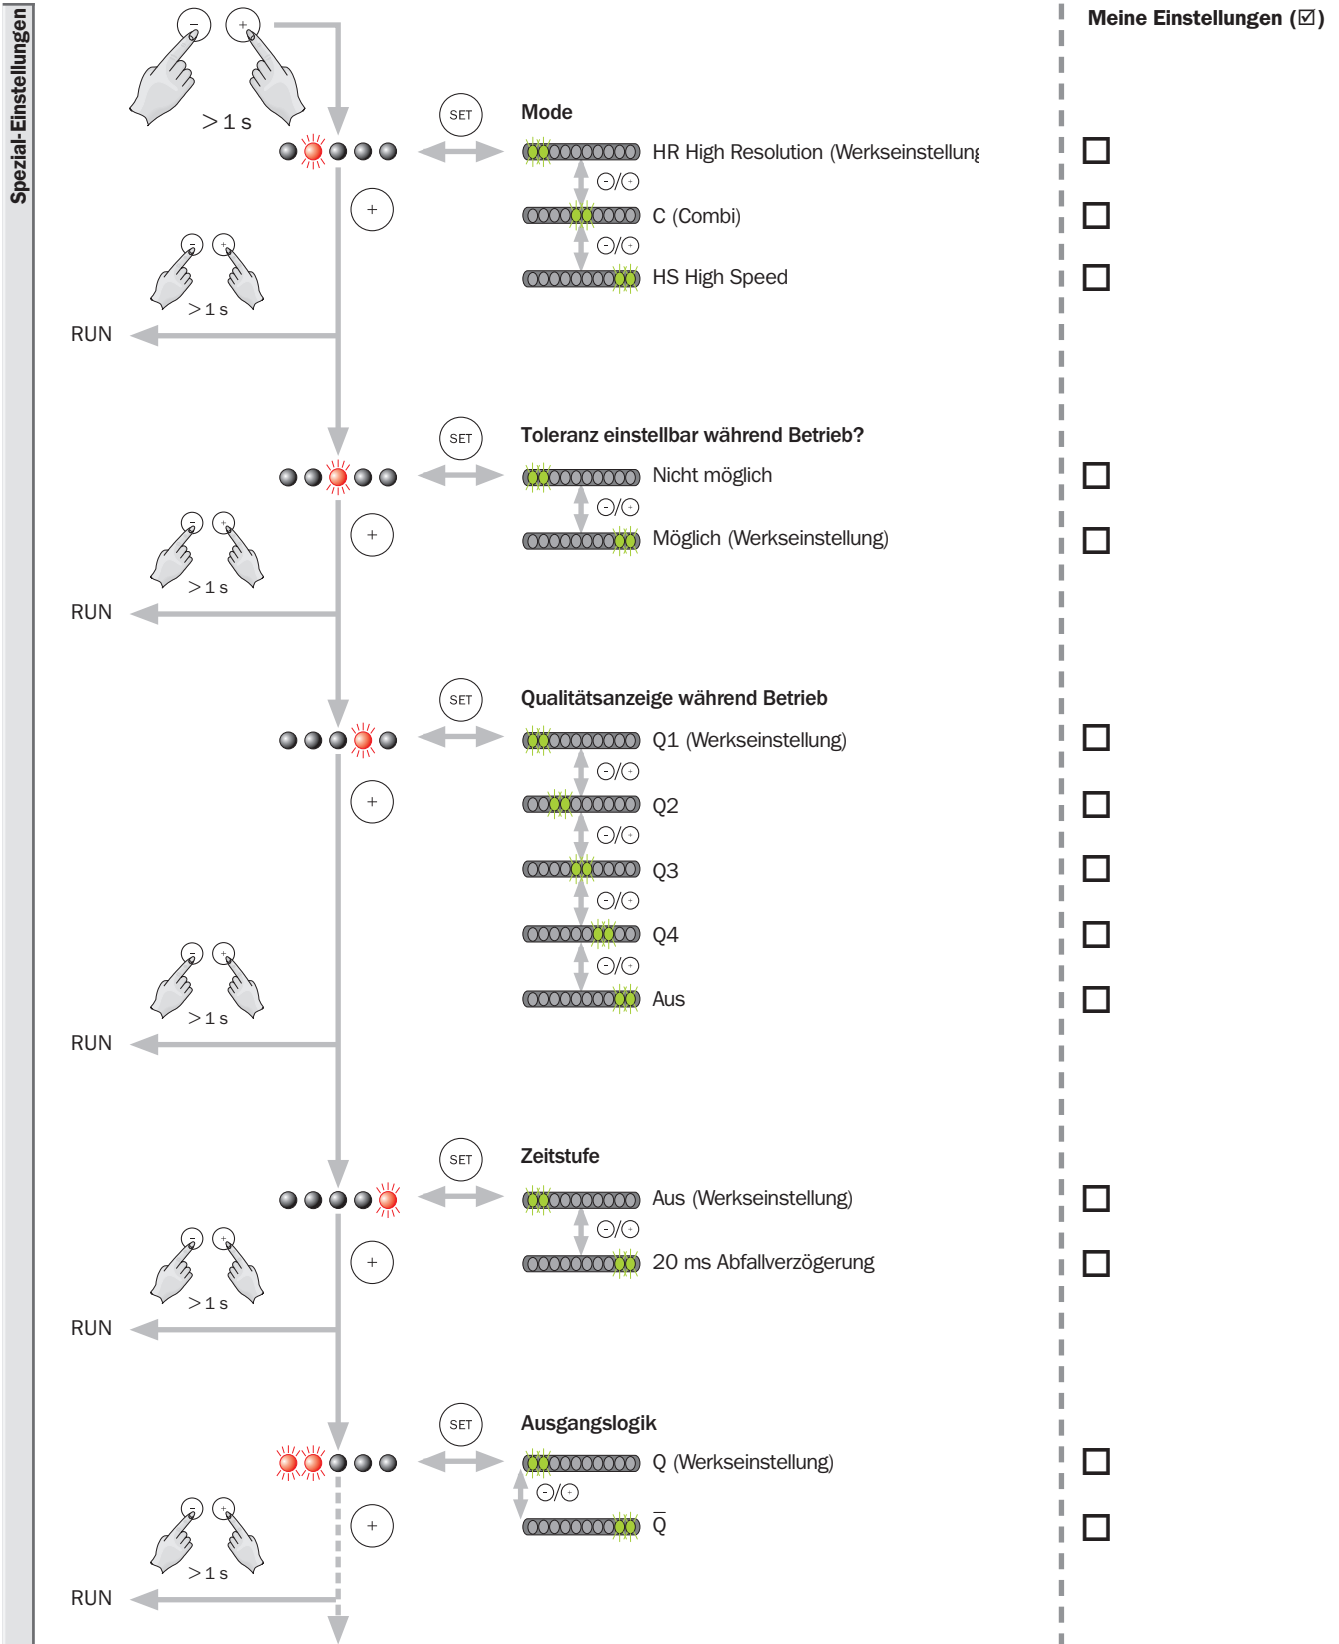 Spezial-Einstellungen
Meine Einstellungen (☑)
- +
>1 s
SET
Mode
HR High Resolution (Werkseinstellung
-/+
+
C (Combi)
- +
-/+
>1 s
HS High Speed
RUN
SET
Toleranz einstellbar während Betrieb?
Nicht möglich
-/+
- +
+
Möglich (Werkseinstellung)
>1 s
RUN
SET
Qualitätsanzeige während Betrieb
Q1 (Werkseinstellung)
-/+
+
Q2
-/+
Q3
-/+
Q4
- +
-/+
Aus
>1 s
RUN
SET
Zeitstufe
Aus (Werkseinstellung)
-/+
- +
+
20 ms Abfallverzögerung
>1 s
RUN
SET
Ausgangslogik
Q (Werkseinstellung)
-/+
- +
+
Q̅
>1 s
RUN